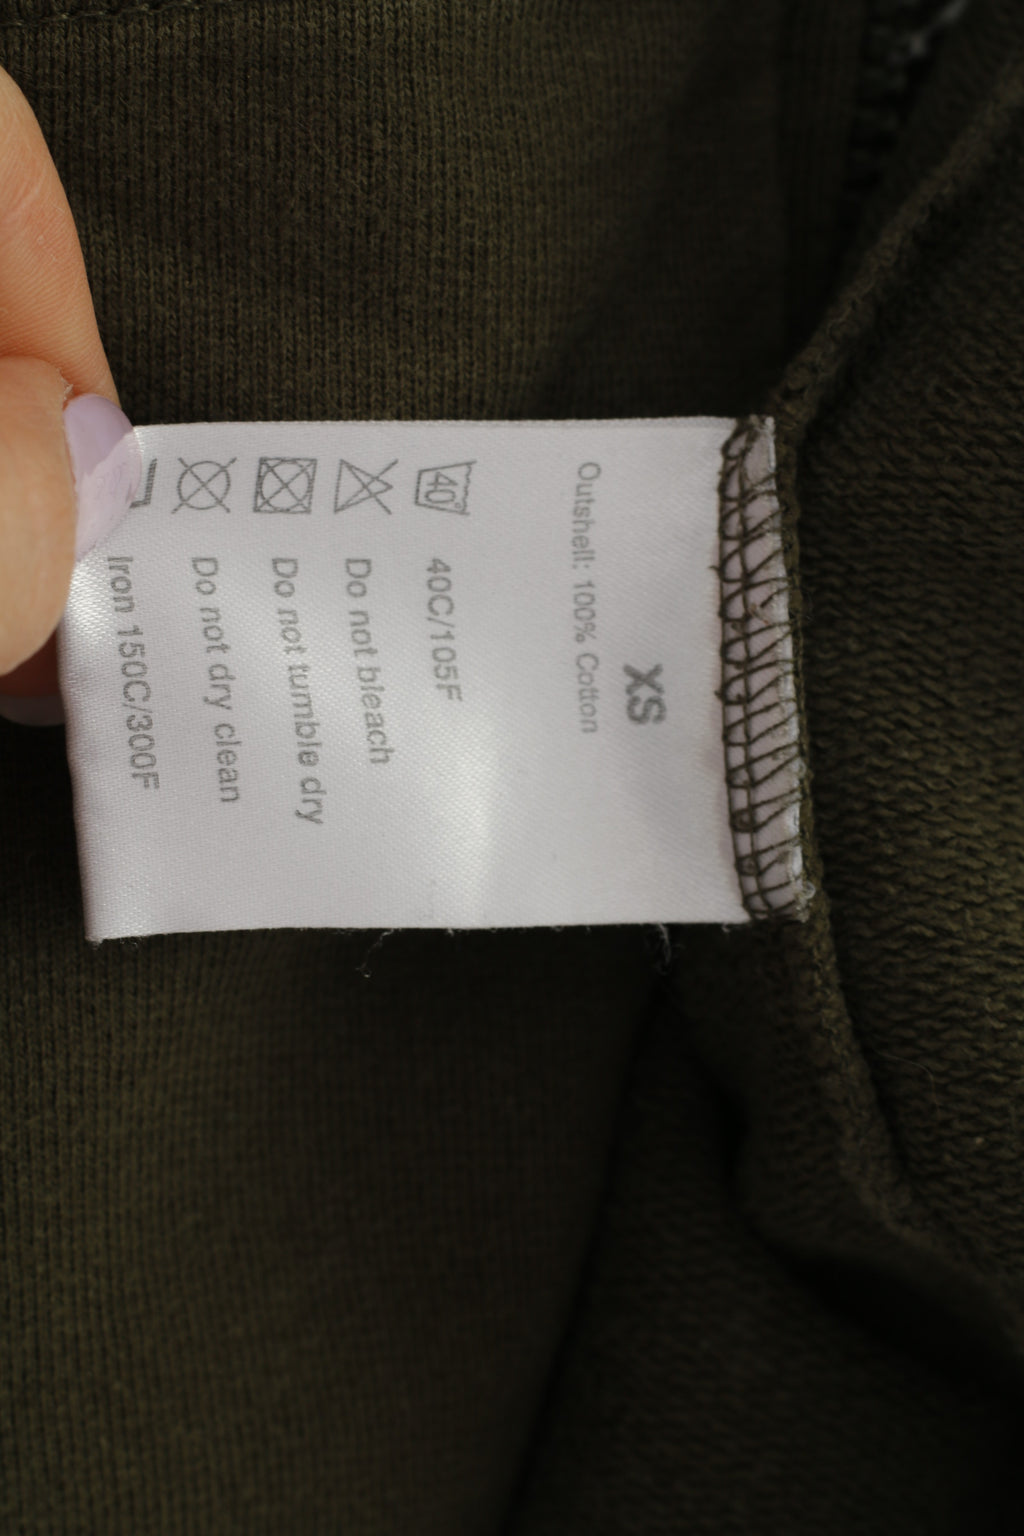 XS
Outshell: 100% Cotton
40° 40C/105F
Do not bleach
Do not tumble dry
Do not dry clean
Iron 150C/300F